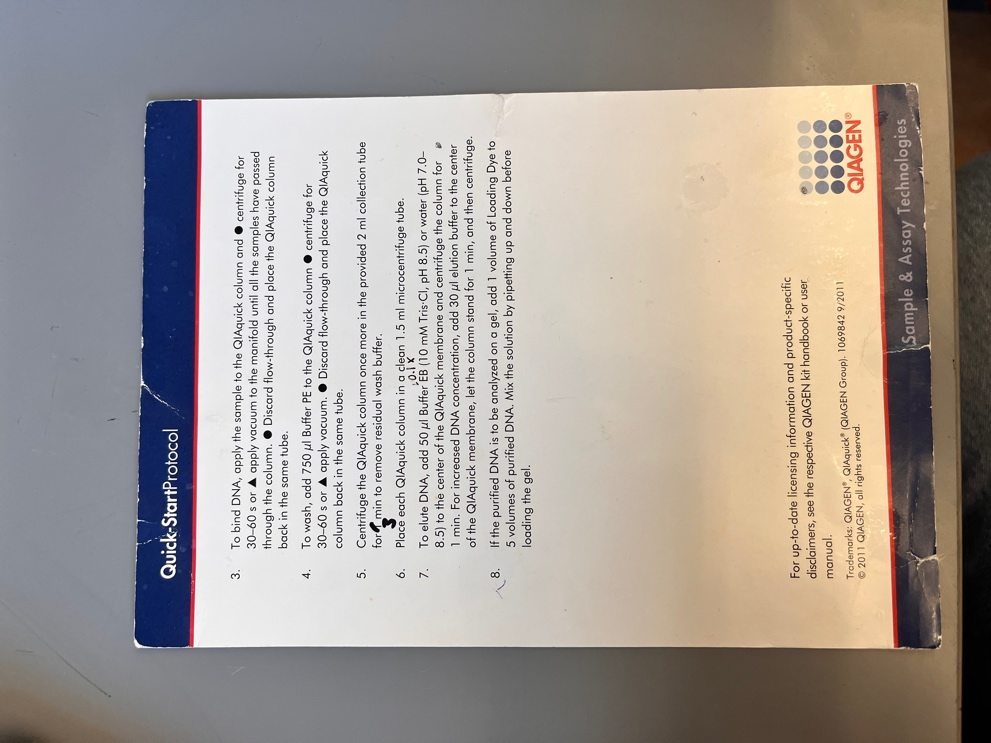 Quick-StartProtocol
3. To bind DNA, apply the sample to the QIAquick column and ● centrifuge for
30–60 s or ▲ apply vacuum to the manifold until all the samples have passed
through the column. ● Discard flow-through and place the QIAquick column
back in the same tube.
4. To wash, add 750 µl Buffer PE to the QIAquick column ● centrifuge for
30–60 s or ▲ apply vacuum. ● Discard flow-through and place the QIAquick
column back in the same tube.
5. Centrifuge the QIAquick column once more in the provided 2 ml collection tube
for 1 min to remove residual wash buffer.
3
6. Place each QIAquick column in a clean 1.5 ml microcentrifuge tube.
0.1X
7. To elute DNA, add 50 µl Buffer EB (10 mM Tris·Cl, pH 8.5) or water (pH 7.0–
8.5) to the center of the QIAquick membrane and centrifuge the column for
1 min. For increased DNA concentration, add 30 µl elution buffer to the center
of the QIAquick membrane, let the column stand for 1 min, and then centrifuge.
8. If the purified DNA is to be analyzed on a gel, add 1 volume of Loading Dye to
5 volumes of purified DNA. Mix the solution by pipetting up and down before
loading the gel.
For up-to-date licensing information and product-specific
disclaimers, see the respective QIAGEN kit handbook or user
manual.
Trademarks: QIAGEN®, QIAquick® (QIAGEN Group). 1069842 9/2011
© 2011 QIAGEN, all rights reserved.
QIAGEN®
Sample & Assay Technologies